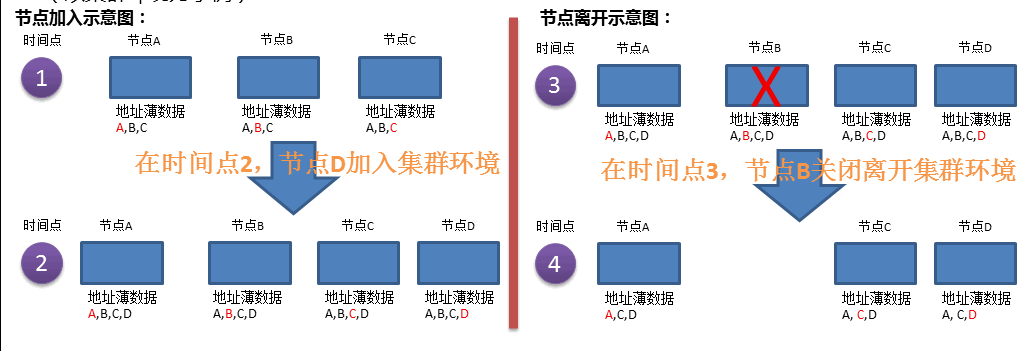 节点加入示意图：
时间点 节点A 节点B 节点C
1
地址薄数据 地址薄数据 地址薄数据
A,B,C A,B,C A,B,C
在时间点2，节点D加入集群环境
时间点 节点A 节点B 节点C 节点D
2
地址薄数据 地址薄数据 地址薄数据 地址薄数据
A,B,C,D A,B,C,D A,B,C,D A,B,C,D
节点离开示意图：
时间点 节点A 节点B 节点C 节点D
3 X
地址薄数据 地址薄数据 地址薄数据 地址薄数据
A,B,C,D A,B,C,D A,B,C,D A,B,C,D
在时间点3，节点B关闭离开集群环境
时间点 节点A 节点C 节点D
4
地址薄数据 地址薄数据 地址薄数据
A,C,D A, C,D A, C,D